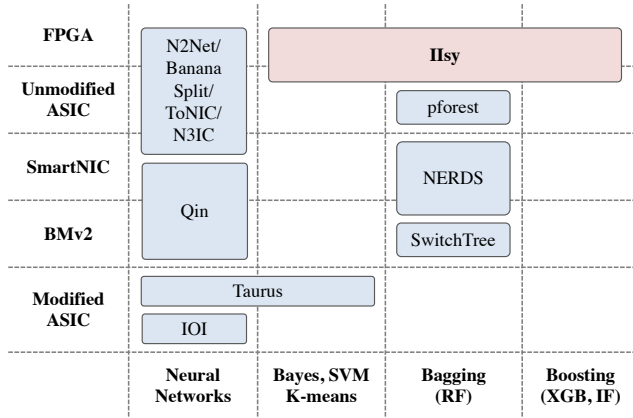 FPGA
N2Net/
Banana
Split/
ToNIC/
N3IC
IIsy
Unmodified
ASIC
pforest
SmartNIC
NERDS
Qin
BMv2
SwitchTree
Modified
ASIC
Taurus
IOI
Neural
Networks
Bayes, SVM
K-means
Bagging
(RF)
Boosting
(XGB, IF)